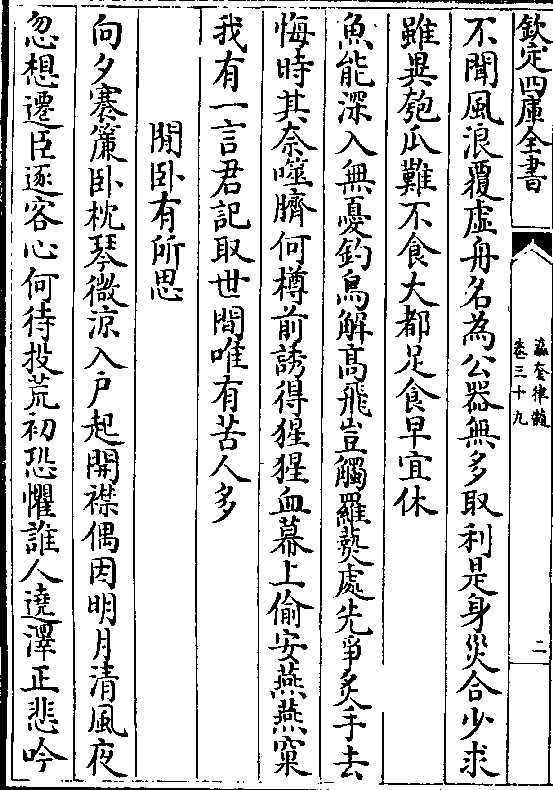 欽定四庫全書
瀛奎律髓
卷三十九
二
不聞風浪覆虛舟名為公器無多取利是身災合少求
雖異匏瓜難不食大都足食早宜休
魚能深入無憂釣鳥解高飛豈觸羅爇處先爭炙手去
悔時其奈噬臍何樽前誘得猩猩血幕上偷安燕燕窠
我有一言君記取世間唯有苦人多
閒卧有所思
向夕褰簾卧枕琴微涼入户起開襟偶因明月清風夜
忽想遷臣逐客心何待投荒初恐懼誰人遶澤正悲吟